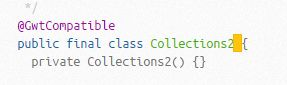 */
@GwtCompatible
public final class Collections2 {
private Collections2() {}